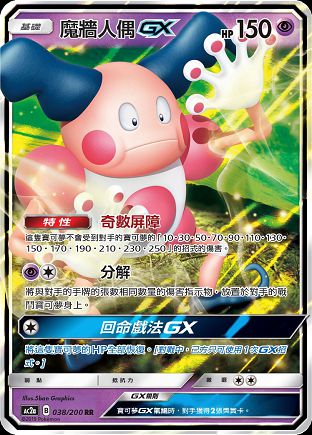 基礎 魔牆人偶GX HP150
特性 奇數屏障
這隻寶可夢不會受到對手的寶可夢的「10・30・50・70・90・110・130・
150・170・190・210・230・250」的招式的傷害。
分解
將與對手的手牌的張數相同數量的傷害指示物，放置於對手的戰
鬥寶可夢身上。
回命戲法GX
將這隻寶可夢的HP全部恢復。[對戰中，己方只可使用1次GX招
式。]
弱點 抵抗力 撤退
Illus.5ban Graphics
GX規則
寶可夢GX【氣絕】時，對手獲得2張獎賞卡。
AC2a B 038/200 RR
©2019 Pokémon